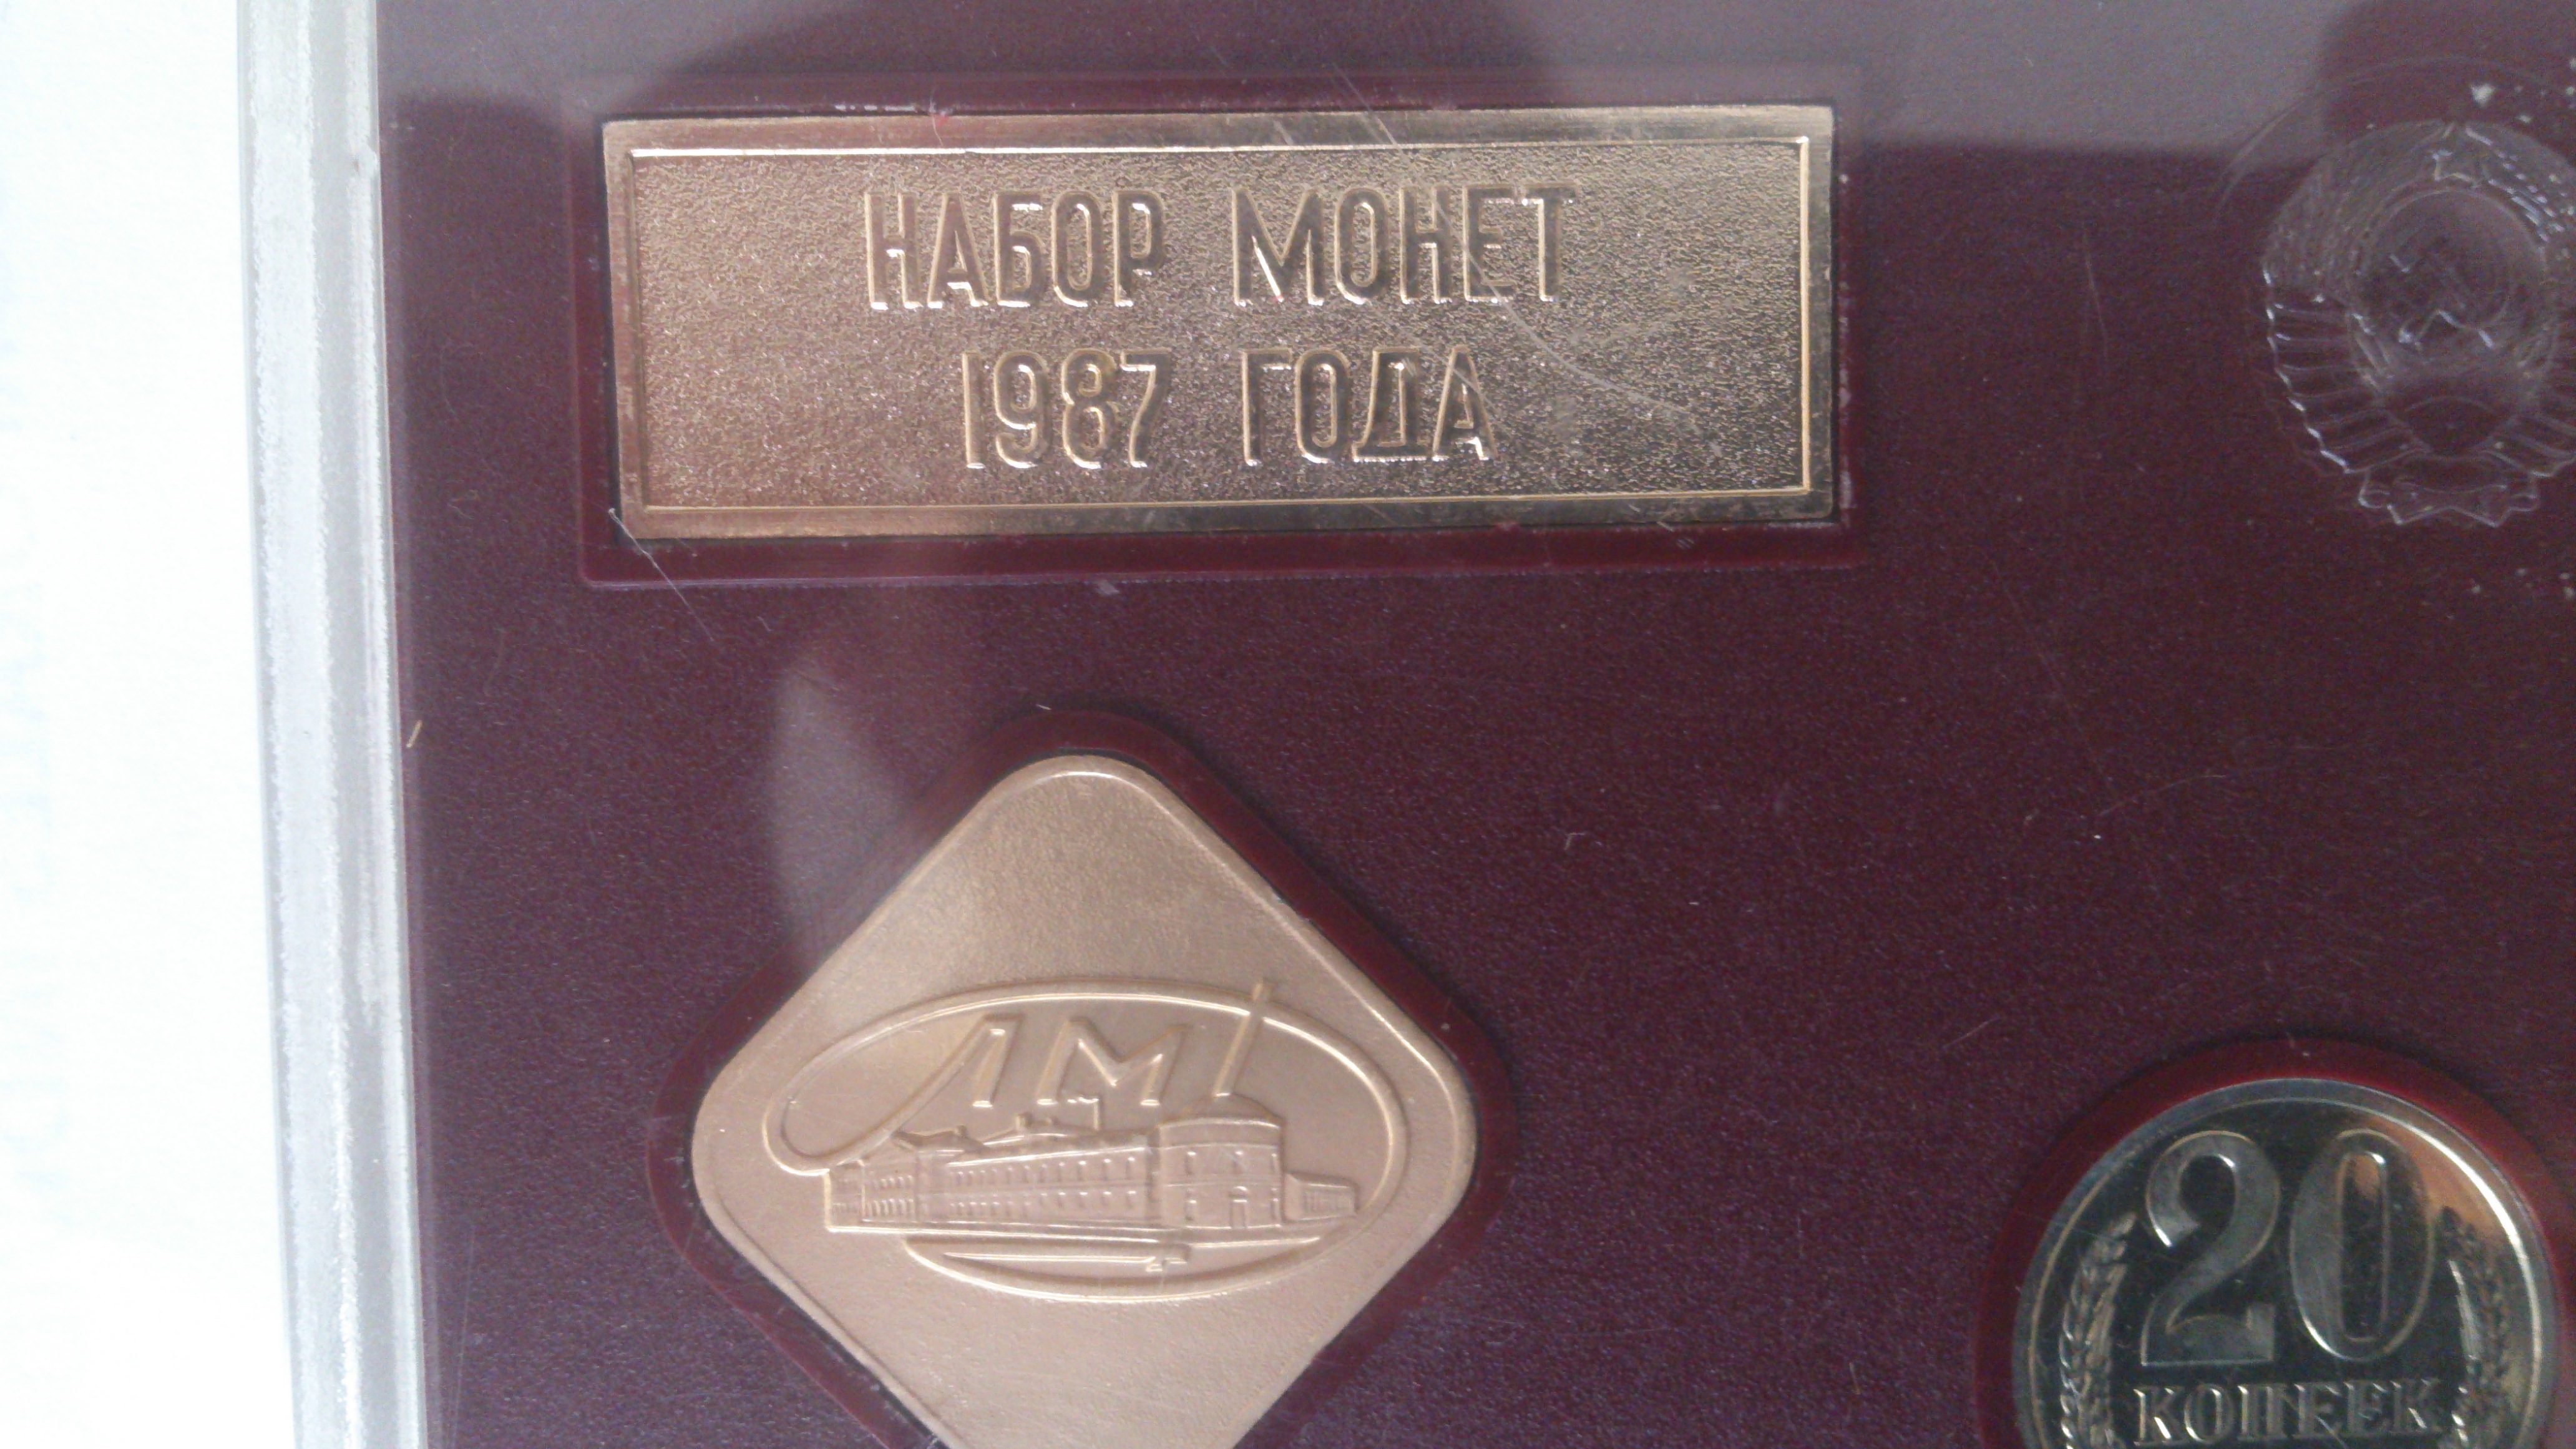 НАБОР МОНЕТ
1987 ГОДА
ЛМД
20
КОПЕЕК